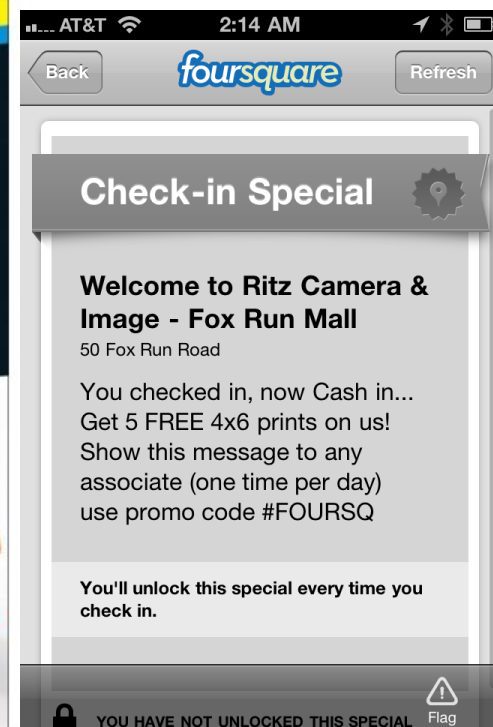 AT&T 2:14 AM
Back foursquare Refresh
Check-in Special
Welcome to Ritz Camera &
Image - Fox Run Mall
50 Fox Run Road
You checked in, now Cash in...
Get 5 FREE 4x6 prints on us!
Show this message to any
associate (one time per day)
use promo code #FOURSQ
You'll unlock this special every time you
check in.
YOU HAVE NOT UNLOCKED THIS SPECIAL
Flag